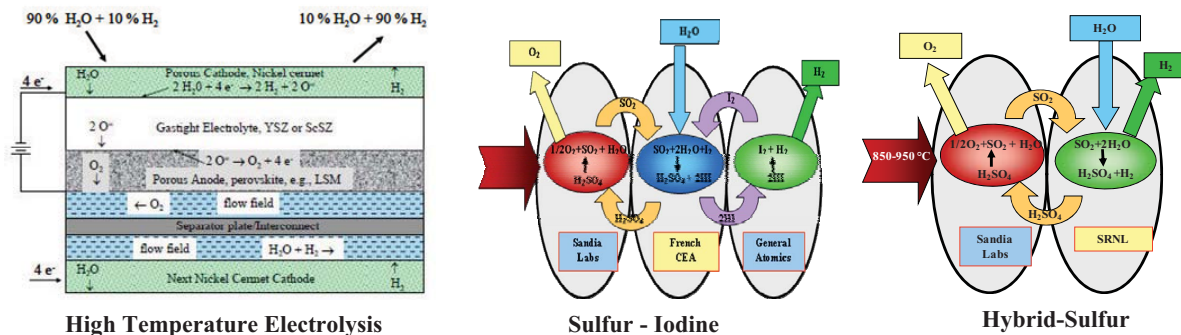 90 % H₂O + 10 % H₂
10 % H₂O + 90 % H₂
4 e⁻
H₂O
Porous Cathode, Nickel cermet
2 H₂O + 4 e⁻ → 2 H₂ + 2 O⁼
H₂
2 O⁼
Gastight Electrolyte, YSZ or ScSZ
2 O⁼ → O₂ + 4 e⁻
O₂
Porous Anode, perovskite, e.g., LSM
← O₂
flow field
Separator plate/Interconnect
flow field
H₂O + H₂ →
4 e⁻
H₂O
Next Nickel Cermet Cathode
H₂
High Temperature Electrolysis
O₂
H₂O
H₂
SO₂
I₂
1/2O₂+SO₂ + H₂O
H₂SO₄
SO₂+2H₂O+I₂
H₂SO₄ + 2HI
I₂ + H₂
2HI
H₂SO₄
2HI
Sandia
Labs
French
CEA
General
Atomics
Sulfur - Iodine
O₂
H₂O
H₂
SO₂
850-950 °C
1/2O₂+SO₂ + H₂O
H₂SO₄
SO₂+2H₂O
H₂SO₄ +H₂
H₂SO₄
Sandia
Labs
SRNL
Hybrid-Sulfur